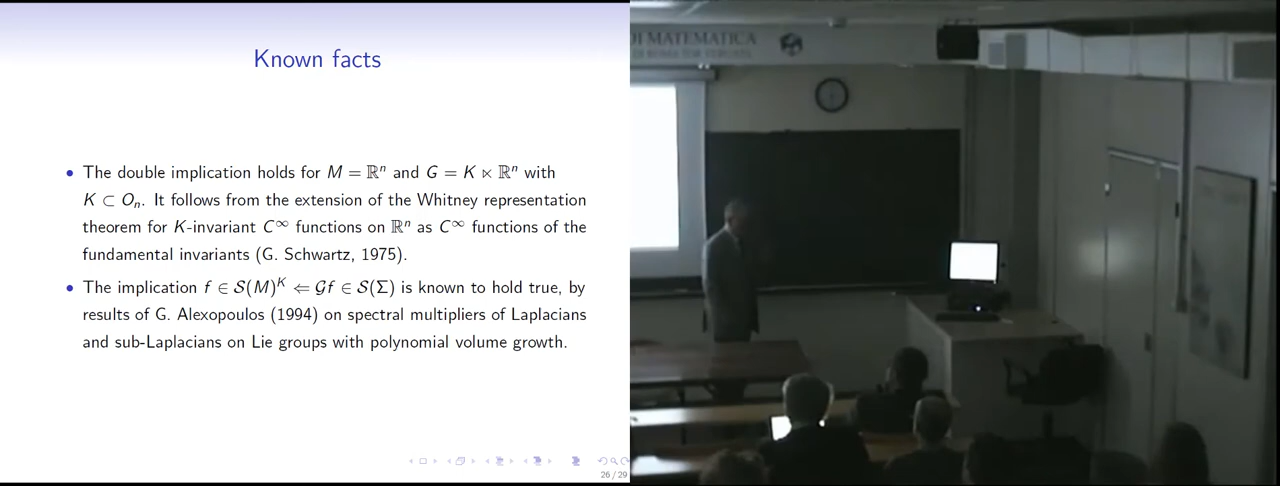 Known facts
• The double implication holds for M = ℝⁿ and G = K ⋉ ℝⁿ with
K ⊂ Oₙ. It follows from the extension of the Whitney representation
theorem for K-invariant C^∞ functions on ℝⁿ as C^∞ functions of the
fundamental invariants (G. Schwartz, 1975).
• The implication f ∈ 𝒮(M)^K ⇐ 𝒢f ∈ 𝒮(Σ) is known to hold true, by
results of G. Alexopoulos (1994) on spectral multipliers of Laplacians
and sub-Laplacians on Lie groups with polynomial volume growth.
26 / 29
DI MATEMATICA